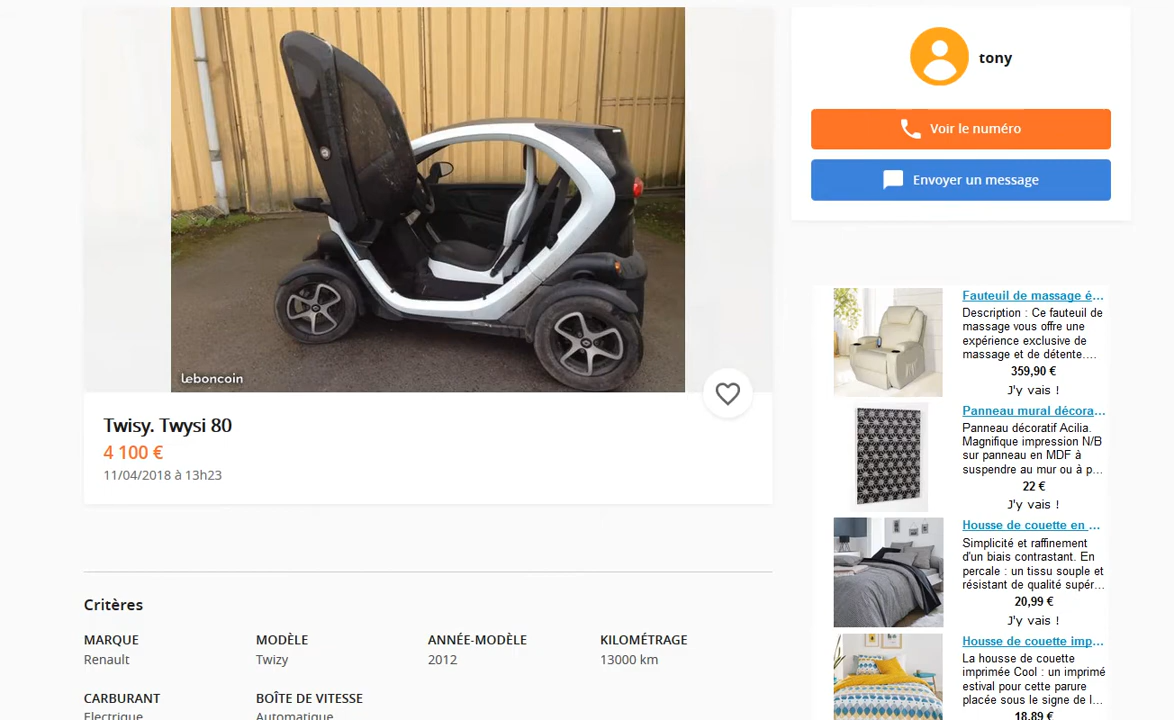 tony
Voir le numéro
Envoyer un message
leboncoin
Twisy. Twysi 80
4 100 €
11/04/2018 à 13h23
Critères
MARQUE
Renault
MODÈLE
Twizy
ANNÉE-MODÈLE
2012
KILOMÉTRAGE
13000 km
CARBURANT
Electrique
BOÎTE DE VITESSE
Automatique
Fauteuil de massage é...
Description : Ce fauteuil de
massage vous offre une
expérience exclusive de
massage et de détente....
359,90 €
J'y vais !
Panneau mural décora...
Panneau décoratif Acilia.
Magnifique impression N/B
sur panneau en MDF à
suspendre au mur ou à p...
22 €
J'y vais !
Housse de couette en ...
Simplicité et raffinement
d'un biais contrastant. En
percale : un tissu souple et
résistant de qualité supér...
20,99 €
J'y vais !
Housse de couette imp...
La housse de couette
imprimée Cool : un imprimé
estival pour cette parure
placée sous le signe de l...
18,89 €